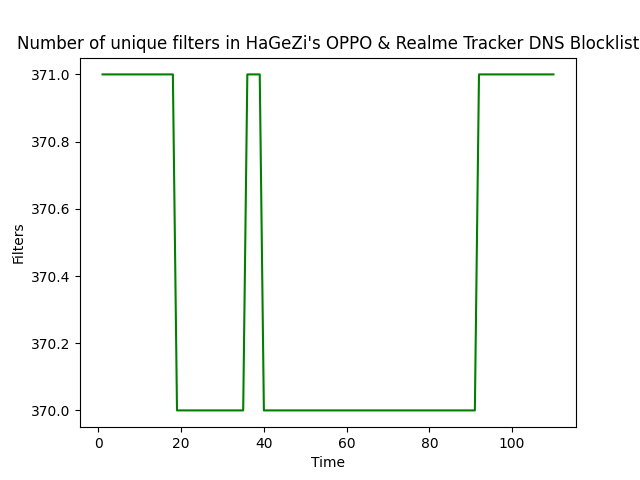 Number of unique filters in HaGeZi's OPPO & Realme Tracker DNS Blocklist
371.0
370.8
370.6
370.4
370.2
370.0
Filters
0 20 40 60 80 100
Time